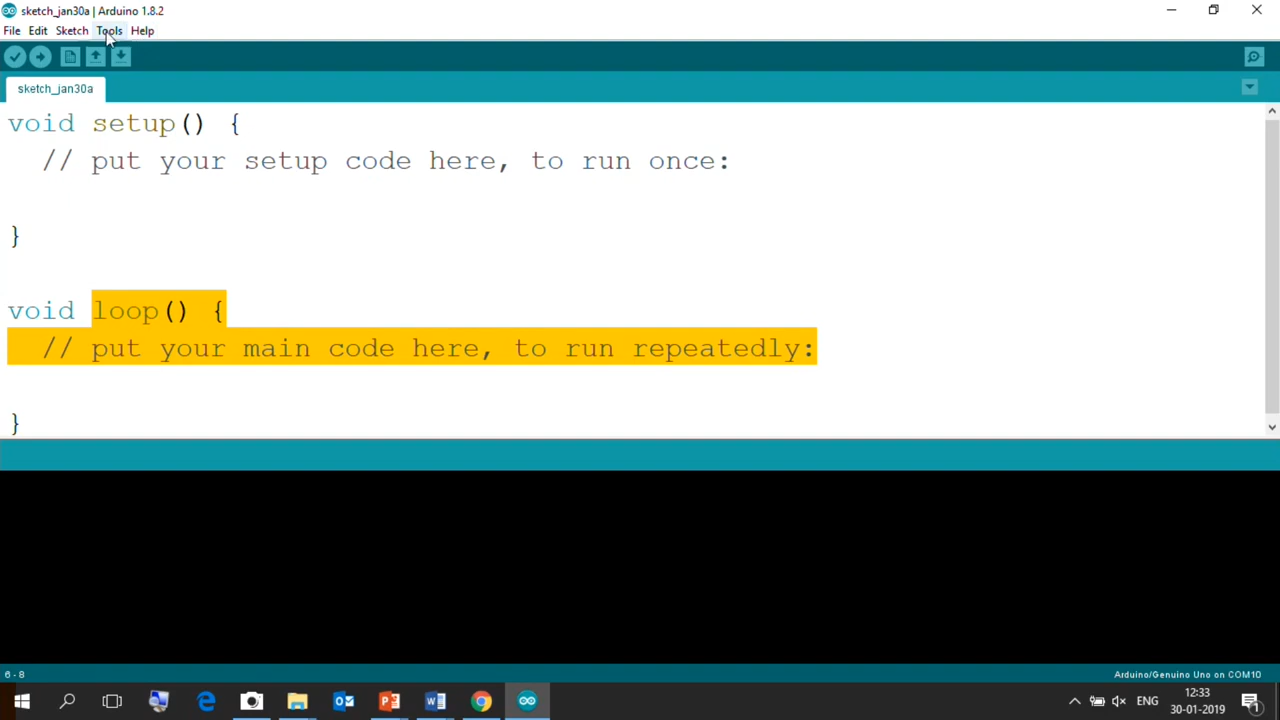 sketch_jan30a | Arduino 1.8.2
File Edit Sketch Tools Help
sketch_jan30a
void setup() {
// put your setup code here, to run once:
}
void loop() {
// put your main code here, to run repeatedly:
}
6 - 8
Arduino/Genuino Uno on COM10
ENG
12:33
30-01-2019
1